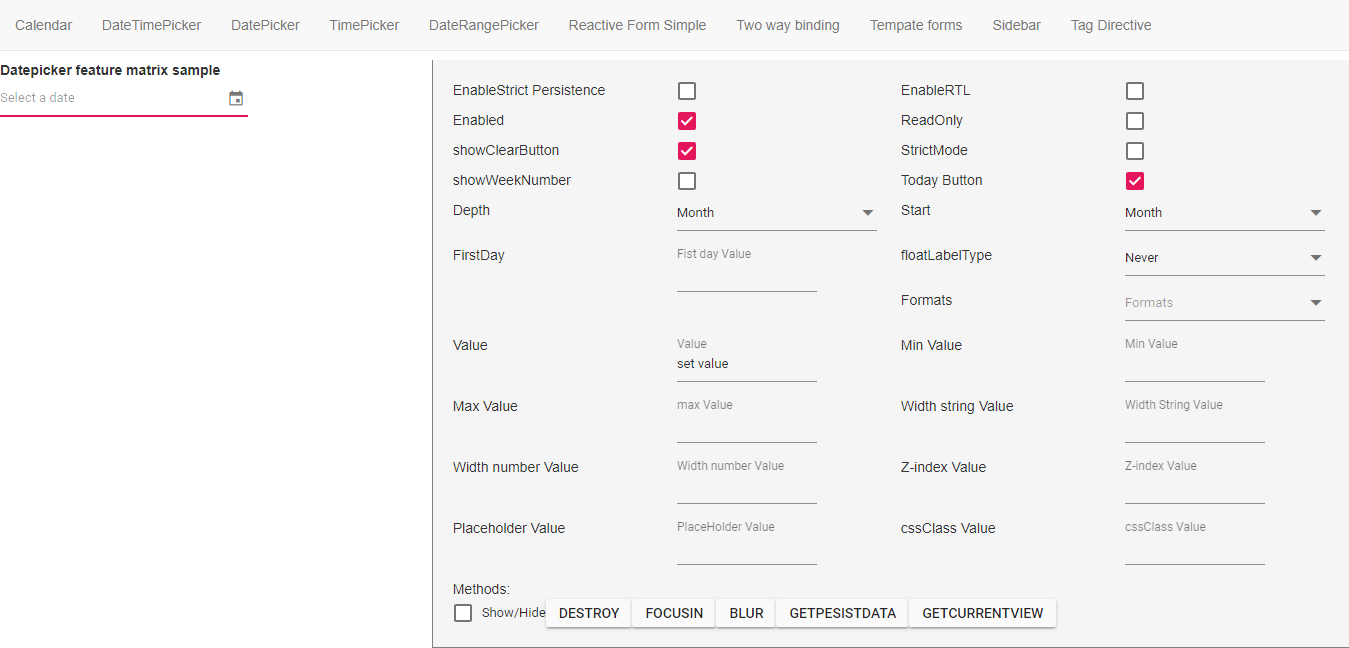 Calendar DateTimePicker DatePicker TimePicker DateRangePicker Reactive Form Simple Two way binding Tempate forms Sidebar Tag Directive
Datepicker feature matrix sample
Select a date
EnableStrict Persistence EnableRTL
Enabled ReadOnly
showClearButton StrictMode
showWeekNumber Today Button
Depth Month Start Month
FirstDay Fist day Value floatLabelType Never
Formats Formats
Value Value Min Value Min Value
set value
Max Value max Value Width string Value Width String Value
Width number Value Width number Value Z-index Value Z-index Value
Placeholder Value PlaceHolder Value cssClass Value cssClass Value
Methods:
Show/Hide DESTROY FOCUSIN BLUR GETPESISTDATA GETCURRENTVIEW